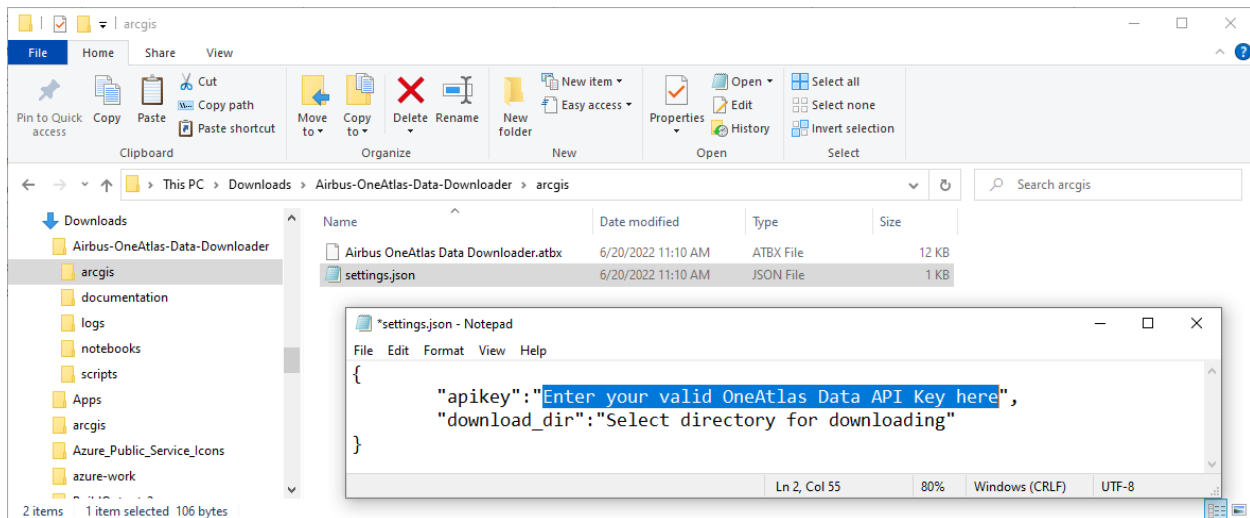 arcgis
File Home Share View
Pin to Quick access
Copy
Paste
Cut
Copy path
Paste shortcut
Clipboard
Move to
Copy to
Delete
Rename
Organize
New folder
New item
Easy access
New
Properties
Open
Edit
History
Open
Select all
Select none
Invert selection
Select
This PC > Downloads > Airbus-OneAtlas-Data-Downloader > arcgis
Search arcgis
Downloads
Airbus-OneAtlas-Data-Downloader
arcgis
documentation
logs
notebooks
scripts
Apps
arcgis
Azure_Public_Service_Icons
azure-work
Name Date modified Type Size
Airbus OneAtlas Data Downloader.atbx 6/20/2022 11:10 AM ATBX File 12 KB
settings.json 6/20/2022 11:10 AM JSON File 1 KB
*settings.json - Notepad
File Edit Format View Help
{
"apikey":"Enter your valid OneAtlas Data API Key here",
"download_dir":"Select directory for downloading"
}
Ln 2, Col 55 80% Windows (CRLF) UTF-8
2 items 1 item selected 106 bytes